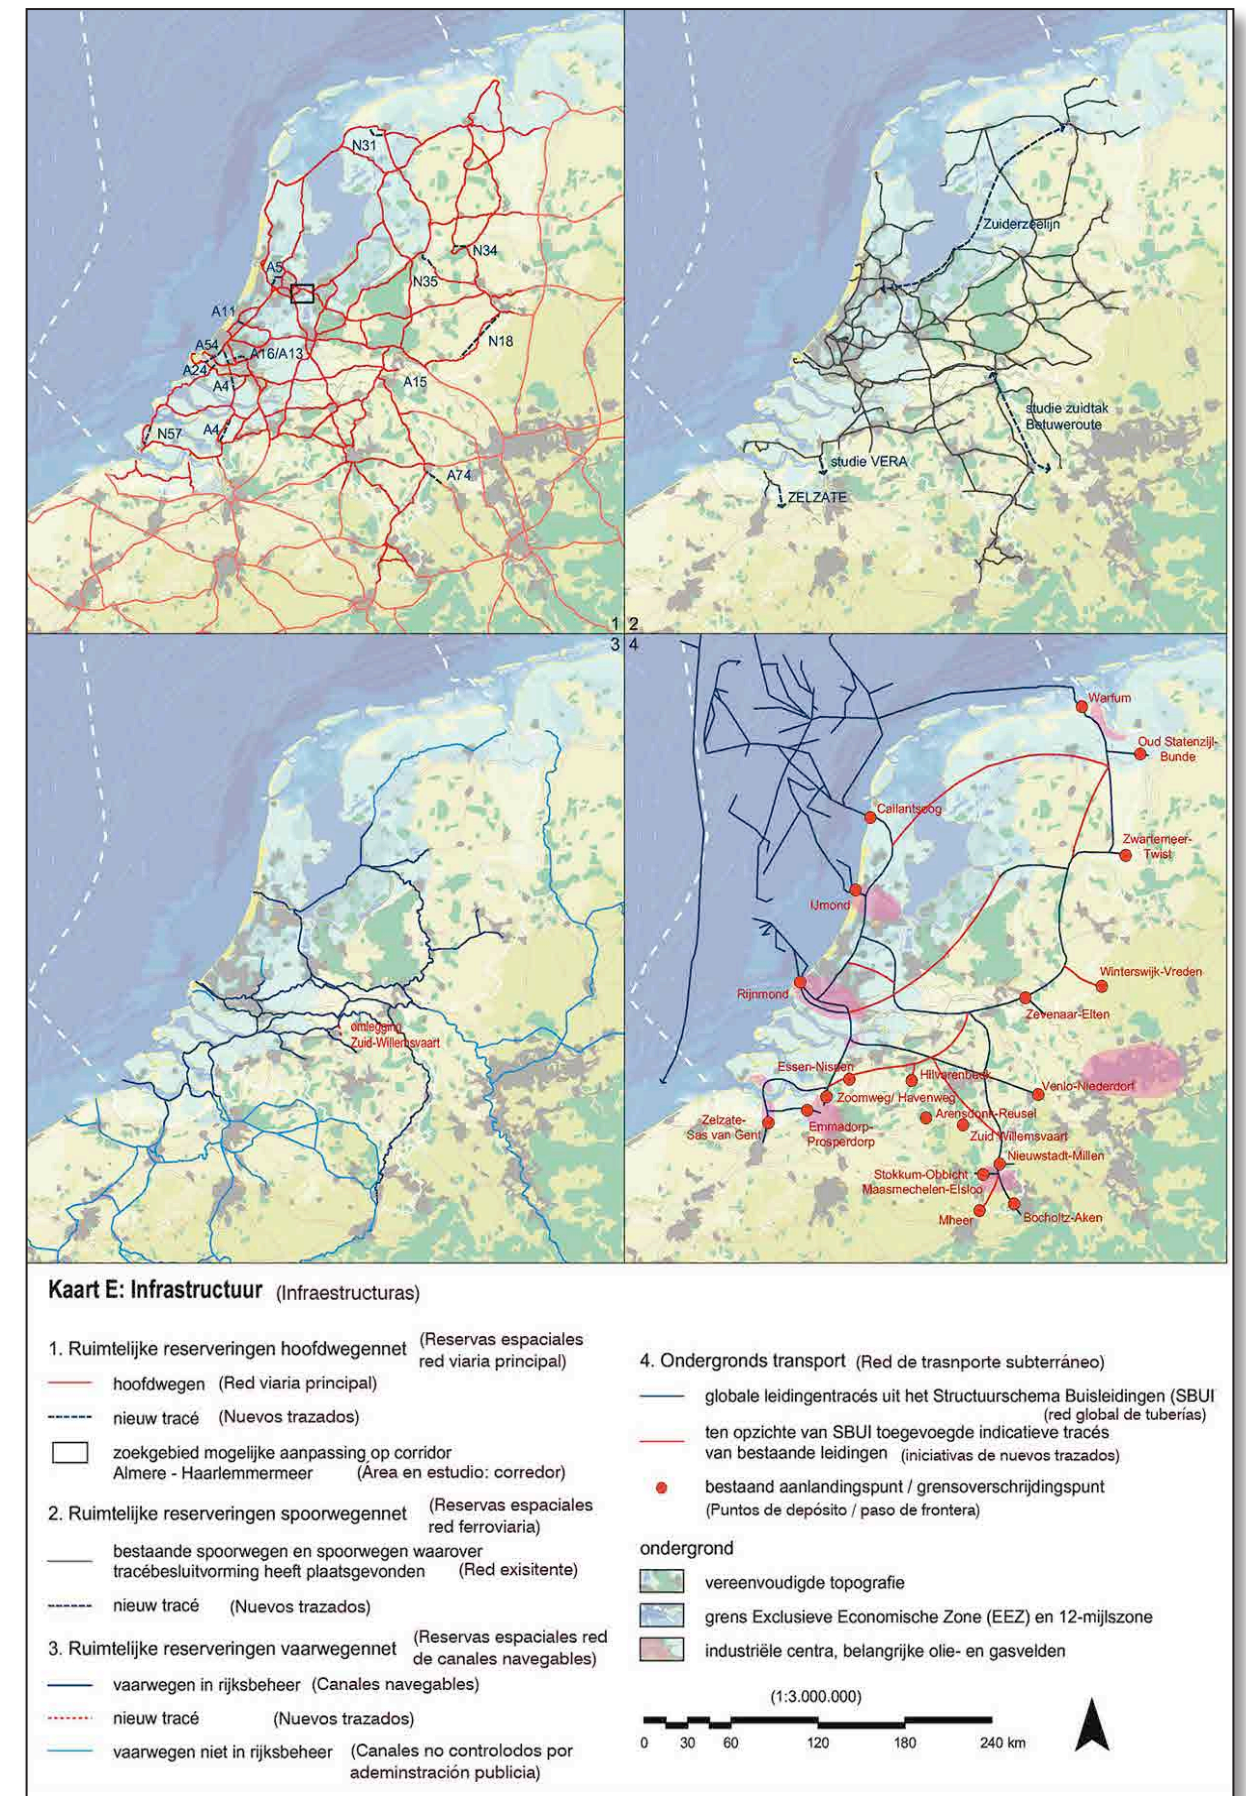 N31
N34
A5
N35
A11
N18
A54
A16/A13
A24
A4
A15
N57
A4
A74
1
Zuiderzeelijn
studie zuidtak
Betuweroute
studie VERA
ZELZATE
2
3
omlegging
Zuid-Willemsvaart
4
Warfum
Oud Statenzijl-
Bunde
Callantsoog
Zwartemeer-
Twist
IJmond
Winterswijk-Vreden
Rijnmond
Zevenaar-Elten
Essen-Nispen
Hilvarenbeek
Venlo-Niederdorf
Zoomweg/ Havenweg
Zelzate-
Sas van Gent
Emmadorp-
Prosperdorp
Arensdonk-Reusel
Zuid Willemsvaart
Nieuwstadt-Millen
Stokkum-Obbicht
Maasmechelen-Elsloo
Mheer
Bocholtz-Aken
Kaart E: Infrastructuur (Infraestructuras)
1. Ruimtelijke reserveringen hoofdwegennet (Reservas espaciales
red viaria principal)
hoofdwegen (Red viaria principal)
nieuw tracé (Nuevos trazados)
zoekgebied mogelijke aanpassing op corridor
Almere - Haarlemmermeer (Área en estudio: corredor)
2. Ruimtelijke reserveringen spoorwegennet (Reservas espaciales
red ferroviaria)
bestaande spoorwegen en spoorwegen waarover
tracébesluitvorming heeft plaatsgevonden (Red exisitente)
nieuw tracé (Nuevos trazados)
3. Ruimtelijke reserveringen vaarwegennet (Reservas espaciales red
de canales navegables)
vaarwegen in rijksbeheer (Canales navegables)
nieuw tracé (Nuevos trazados)
vaarwegen niet in rijksbeheer (Canales no controlodos por
ademinstración publicia)
4. Ondergronds transport (Red de trasnporte subterráneo)
globale leidingentracés uit het Structuurschema Buisleidingen (SBUI
(red global de tuberías)
ten opzichte van SBUI toegevoegde indicatieve tracés
van bestaande leidingen (iniciativas de nuevos trazados)
bestaand aanlandingspunt / grensoverschrijdingspunt
(Puntos de depósito / paso de frontera)
ondergrond
vereenvoudigde topografie
grens Exclusieve Economische Zone (EEZ) en 12-mijlszone
industriële centra, belangrijke olie- en gasvelden
(1:3.000.000)
0 30 60 120 180 240 km